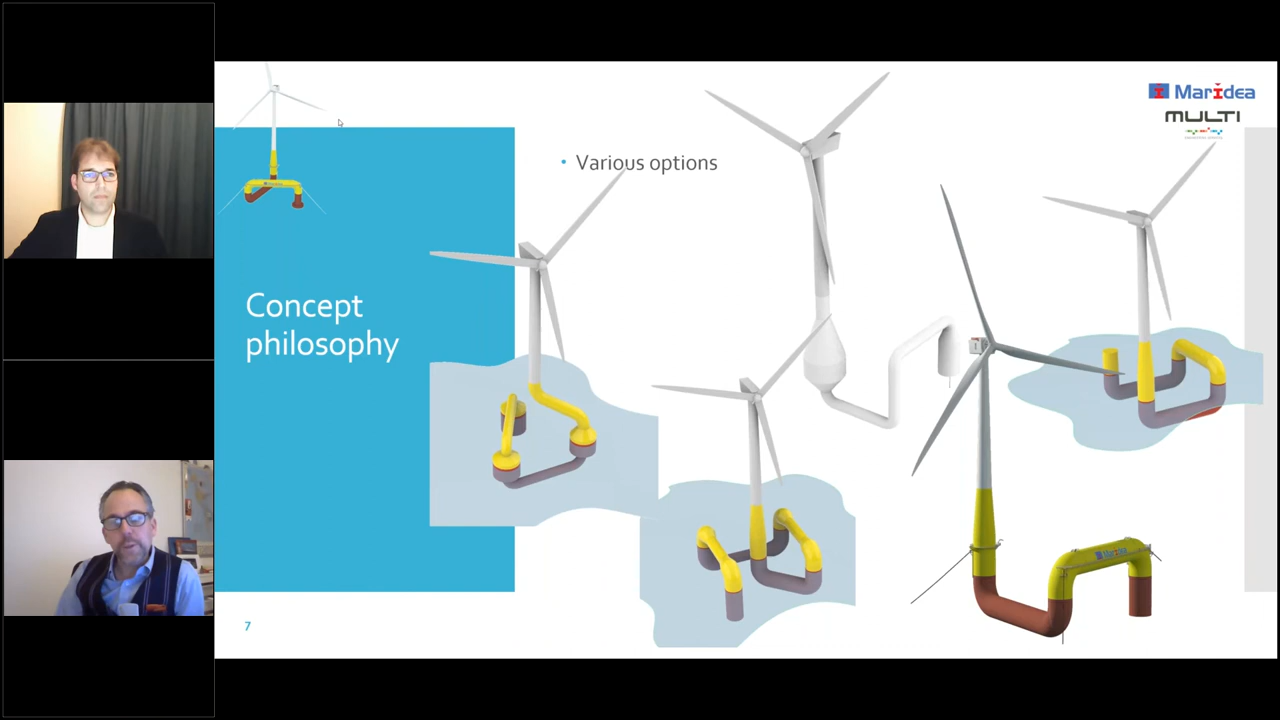 Maridea
MULTI
• Various options
Concept
philosophy
7